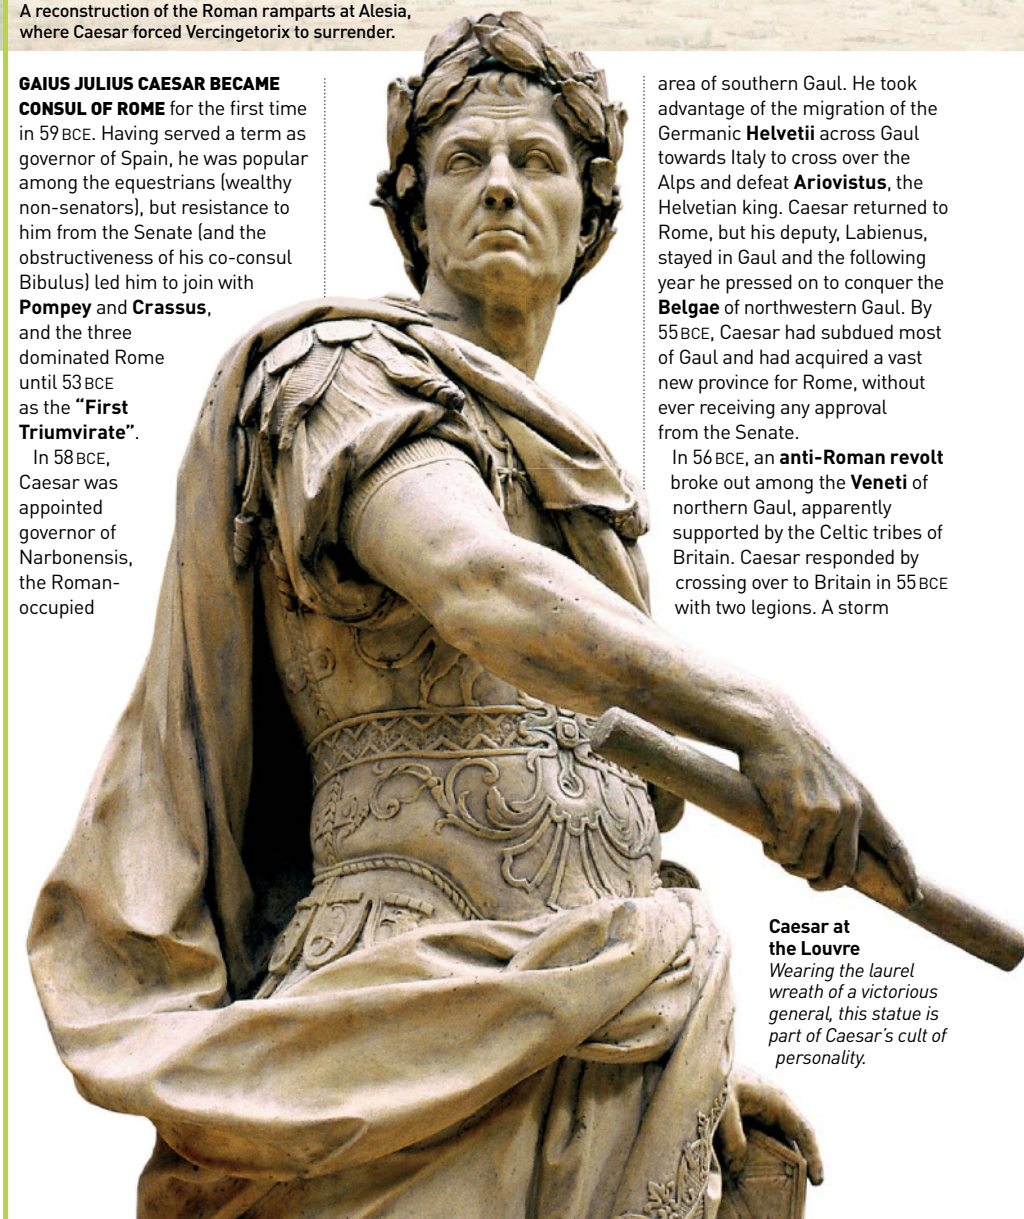 A reconstruction of the Roman ramparts at Alesia,
where Caesar forced Vercingetorix to surrender.
GAIUS JULIUS CAESAR BECAME
CONSUL OF ROME for the first time
in 59 BCE. Having served a term as
governor of Spain, he was popular
among the equestrians (wealthy
non-senators), but resistance to
him from the Senate (and the
obstructiveness of his co-consul
Bibulus) led him to join with
Pompey and Crassus,
and the three
dominated Rome
until 53 BCE
as the “First
Triumvirate”.
In 58 BCE,
Caesar was
appointed
governor of
Narbonensis,
the Roman-
occupied
area of southern Gaul. He took
advantage of the migration of the
Germanic Helvetii across Gaul
towards Italy to cross over the
Alps and defeat Ariovistus, the
Helvetian king. Caesar returned to
Rome, but his deputy, Labienus,
stayed in Gaul and the following
year he pressed on to conquer the
Belgae of northwestern Gaul. By
55 BCE, Caesar had subdued most
of Gaul and had acquired a vast
new province for Rome, without
ever receiving any approval
from the Senate.
In 56 BCE, an anti-Roman revolt
broke out among the Veneti of
northern Gaul, apparently
supported by the Celtic tribes of
Britain. Caesar responded by
crossing over to Britain in 55 BCE
with two legions. A storm
Caesar at
the Louvre
Wearing the laurel
wreath of a victorious
general, this statue is
part of Caesar’s cult of
personality.